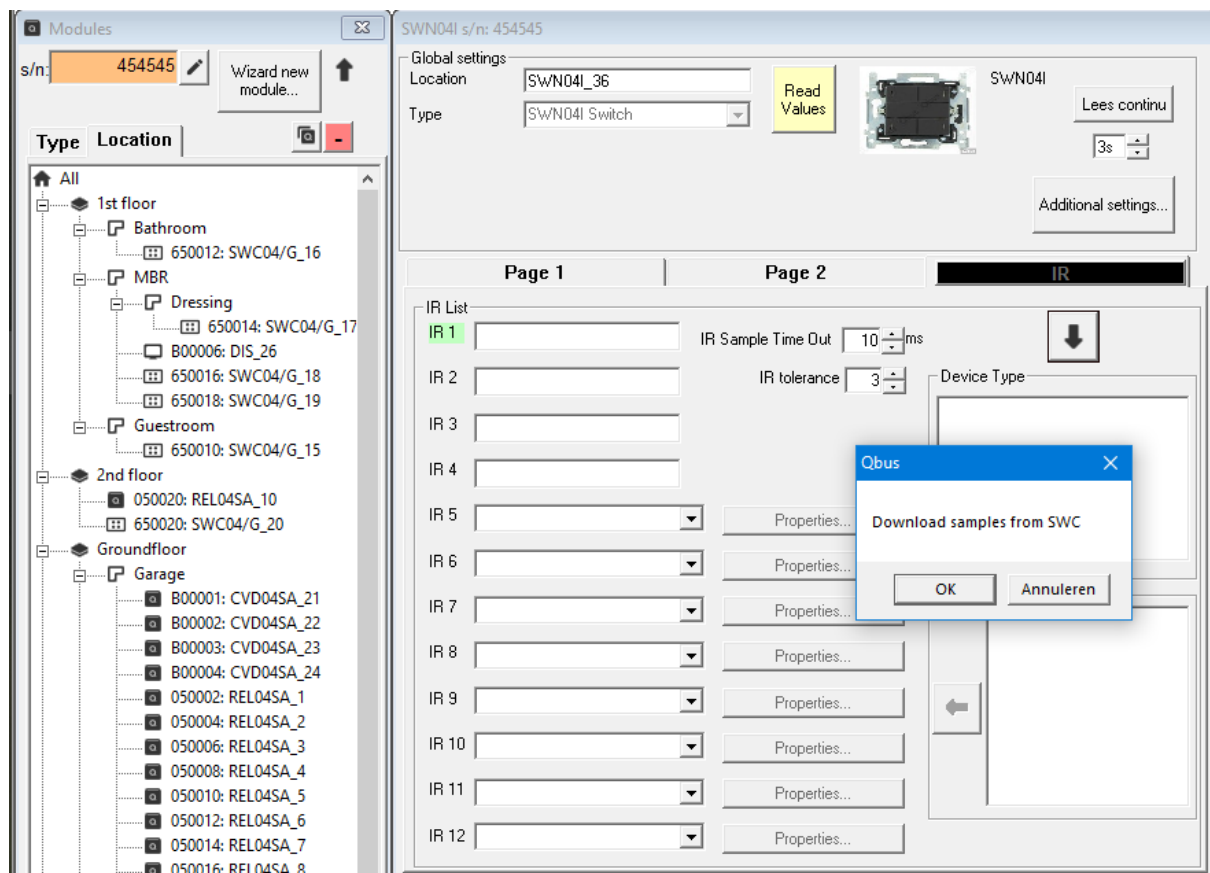 Modules
s/n: 454545
Wizard new module...
Type Location
-
All
1st floor
Bathroom
650012: SWC04/G_16
MBR
Dressing
650014: SWC04/G_17
B00006: DIS_26
650016: SWC04/G_18
650018: SWC04/G_19
Guestroom
650010: SWC04/G_15
2nd floor
050020: REL04SA_10
650020: SWC04/G_20
Groundfloor
Garage
B00001: CVD04SA_21
B00002: CVD04SA_22
B00003: CVD04SA_23
B00004: CVD04SA_24
050002: REL04SA_1
050004: REL04SA_2
050006: REL04SA_3
050008: REL04SA_4
050010: REL04SA_5
050012: REL04SA_6
050014: REL04SA_7
050016: REL04SA_8
SWN04I s/n: 454545
Global settings
Location SWN04I_36
Type SWN04I Switch
Read Values
SWN04I
Lees continu
3s
Additional settings...
Page 1 Page 2 IR
IR List
IR 1
IR Sample Time Out 10 ms
IR 2
IR tolerance 3
Device Type
IR 3
IR 4
IR 5 Properties...
IR 6 Properties...
IR 7 Properties...
IR 8 Properties...
IR 9 Properties...
IR 10 Properties...
IR 11 Properties...
IR 12 Properties...
Qbus
Download samples from SWC
OK Annuleren